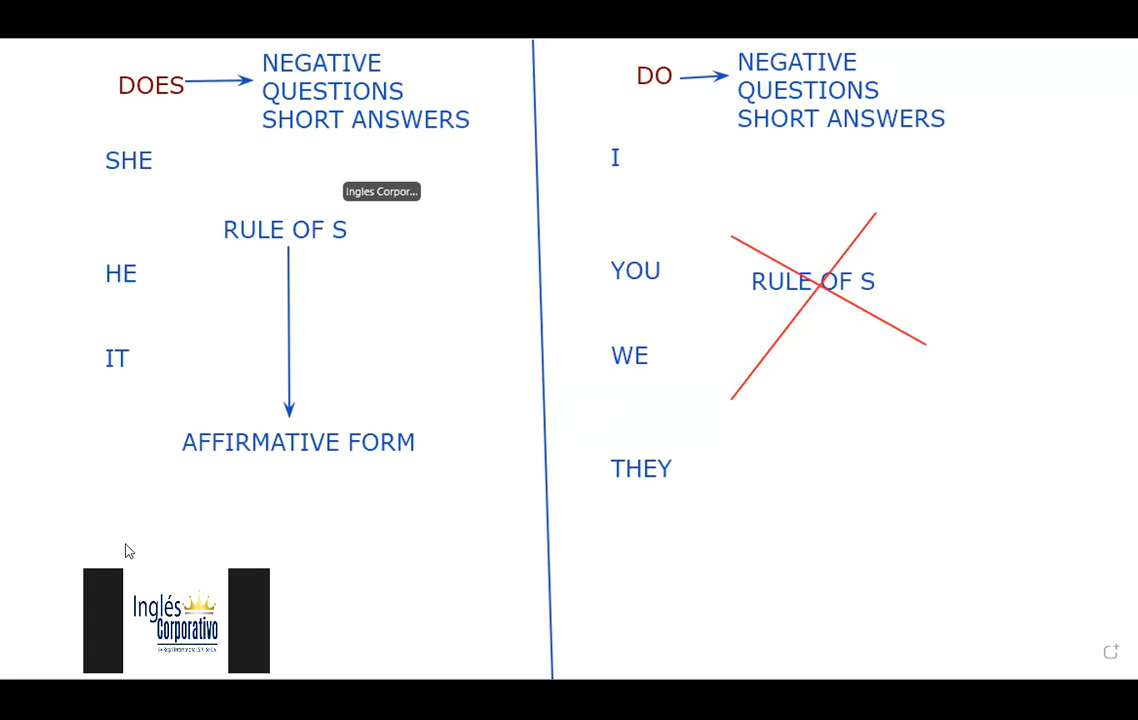 DOES
NEGATIVE
QUESTIONS
SHORT ANSWERS
SHE
Ingles Corpor...
RULE OF S
HE
IT
AFFIRMATIVE FORM
Inglés
Corporativo
DO
NEGATIVE
QUESTIONS
SHORT ANSWERS
I
YOU
RULE OF S
WE
THEY